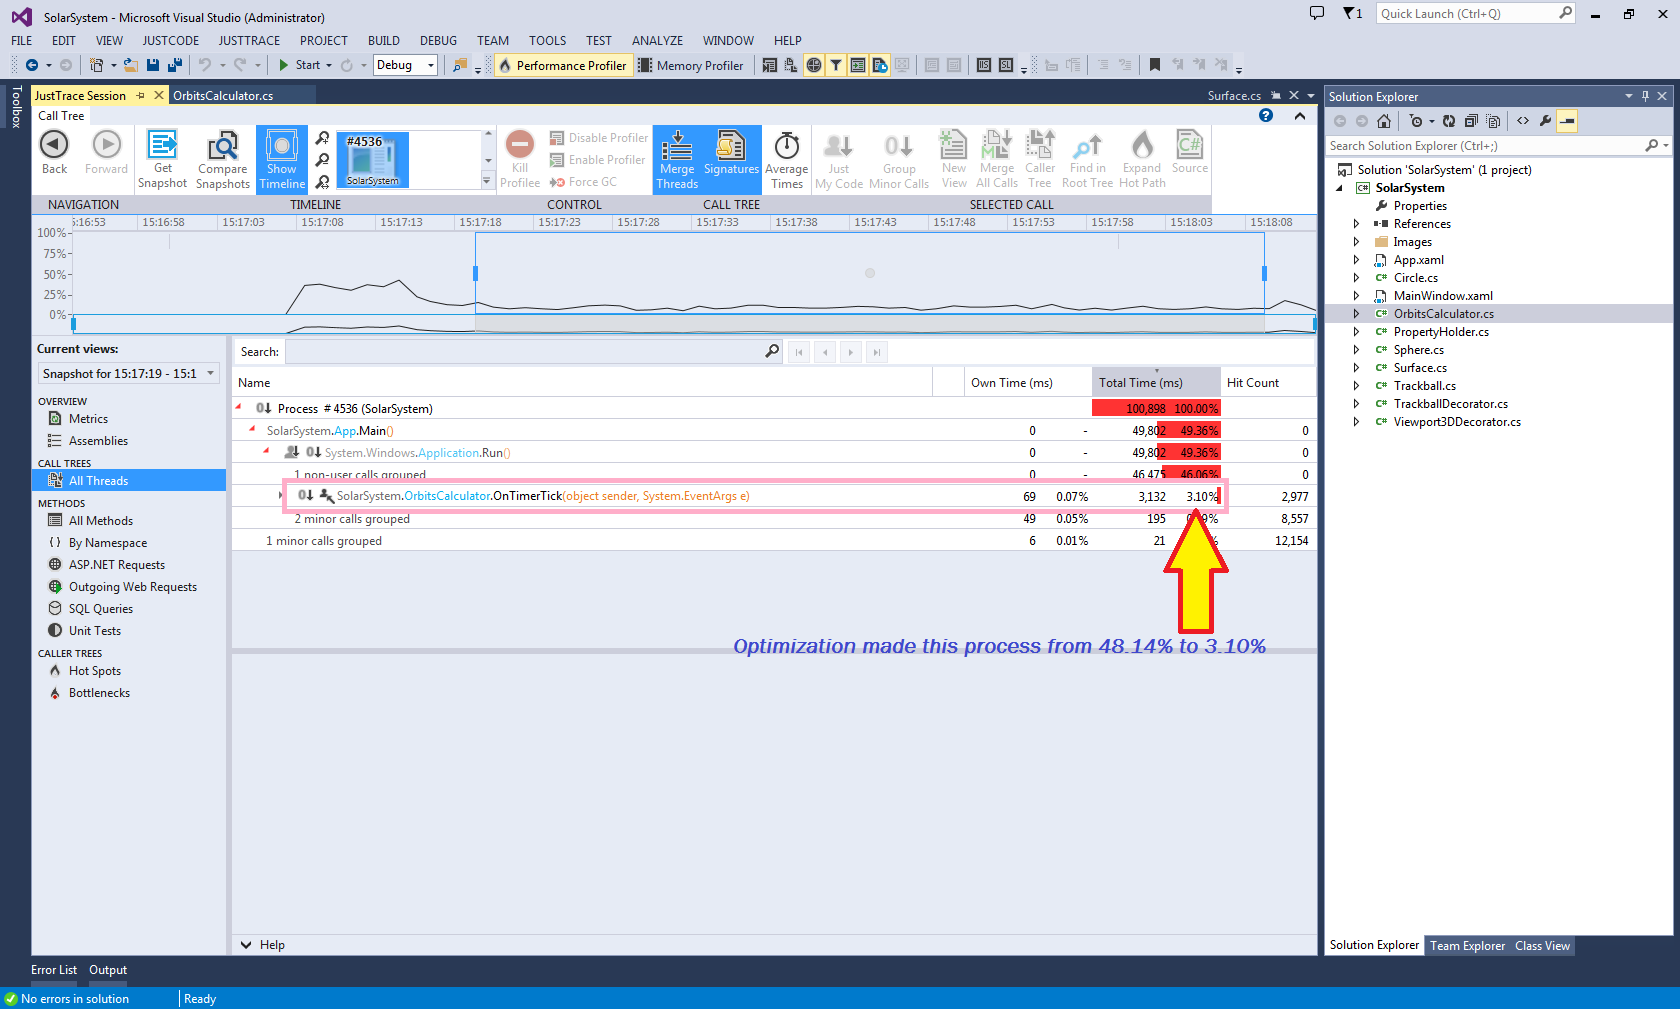 SolarSystem - Microsoft Visual Studio (Administrator)
1
Quick Launch (Ctrl+Q)
FILE EDIT VIEW JUSTCODE JUSTTRACE PROJECT BUILD DEBUG TEAM TOOLS TEST ANALYZE WINDOW HELP
Start Debug Performance Profiler Memory Profiler
Toolbox
JustTrace Session OrbitsCalculator.cs Surface.cs
Call Tree
Back
Forward
Get Snapshot
Compare Snapshots
Show Timeline
#4536
SolarSystem
Kill Profilee
Disable Profiler
Enable Profiler
Force GC
Merge Threads
Signatures
Average Times
Just My Code
Group Minor Calls
New View
Merge All Calls
Caller Tree
Find in Root Tree
Expand Hot Path
Source
NAVIGATION TIMELINE CONTROL CALL TREE SELECTED CALL
5:16:53 15:16:58 15:17:03 15:17:08 15:17:13 15:17:18 15:17:23 15:17:28 15:17:33 15:17:38 15:17:43 15:17:48 15:17:53 15:17:58 15:18:03 15:18:08
100%
75%
50%
25%
0%
Current views:
Snapshot for 15:17:19 - 15:1
OVERVIEW
Metrics
Assemblies
CALL TREES
All Threads
METHODS
All Methods
By Namespace
ASP.NET Requests
Outgoing Web Requests
SQL Queries
Unit Tests
CALLER TREES
Hot Spots
Bottlenecks
Search:
Name Own Time (ms) Total Time (ms) Hit Count
Process # 4536 (SolarSystem) 100,898 100.00%
SolarSystem.App.Main() 0 - 49,802 49.36% 0
System.Windows.Application.Run() 0 - 49,802 49.36% 0
1 non-user calls grouped 0 - 46,475 46.06% 0
SolarSystem.OrbitsCalculator.OnTimerTick(object sender, System.EventArgs e) 69 0.07% 3,132 3.10% 2,977
2 minor calls grouped 49 0.05% 195 8,557
1 minor calls grouped 6 0.01% 21 12,154
Optimization made this process from 48.14% to 3.10%
Help
Solution Explorer
Search Solution Explorer (Ctrl+;)
Solution 'SolarSystem' (1 project)
SolarSystem
Properties
References
Images
App.xaml
Circle.cs
MainWindow.xaml
OrbitsCalculator.cs
PropertyHolder.cs
Sphere.cs
Surface.cs
Trackball.cs
TrackballDecorator.cs
Viewport3DDecorator.cs
Solution Explorer Team Explorer Class View
Error List Output
No errors in solution Ready